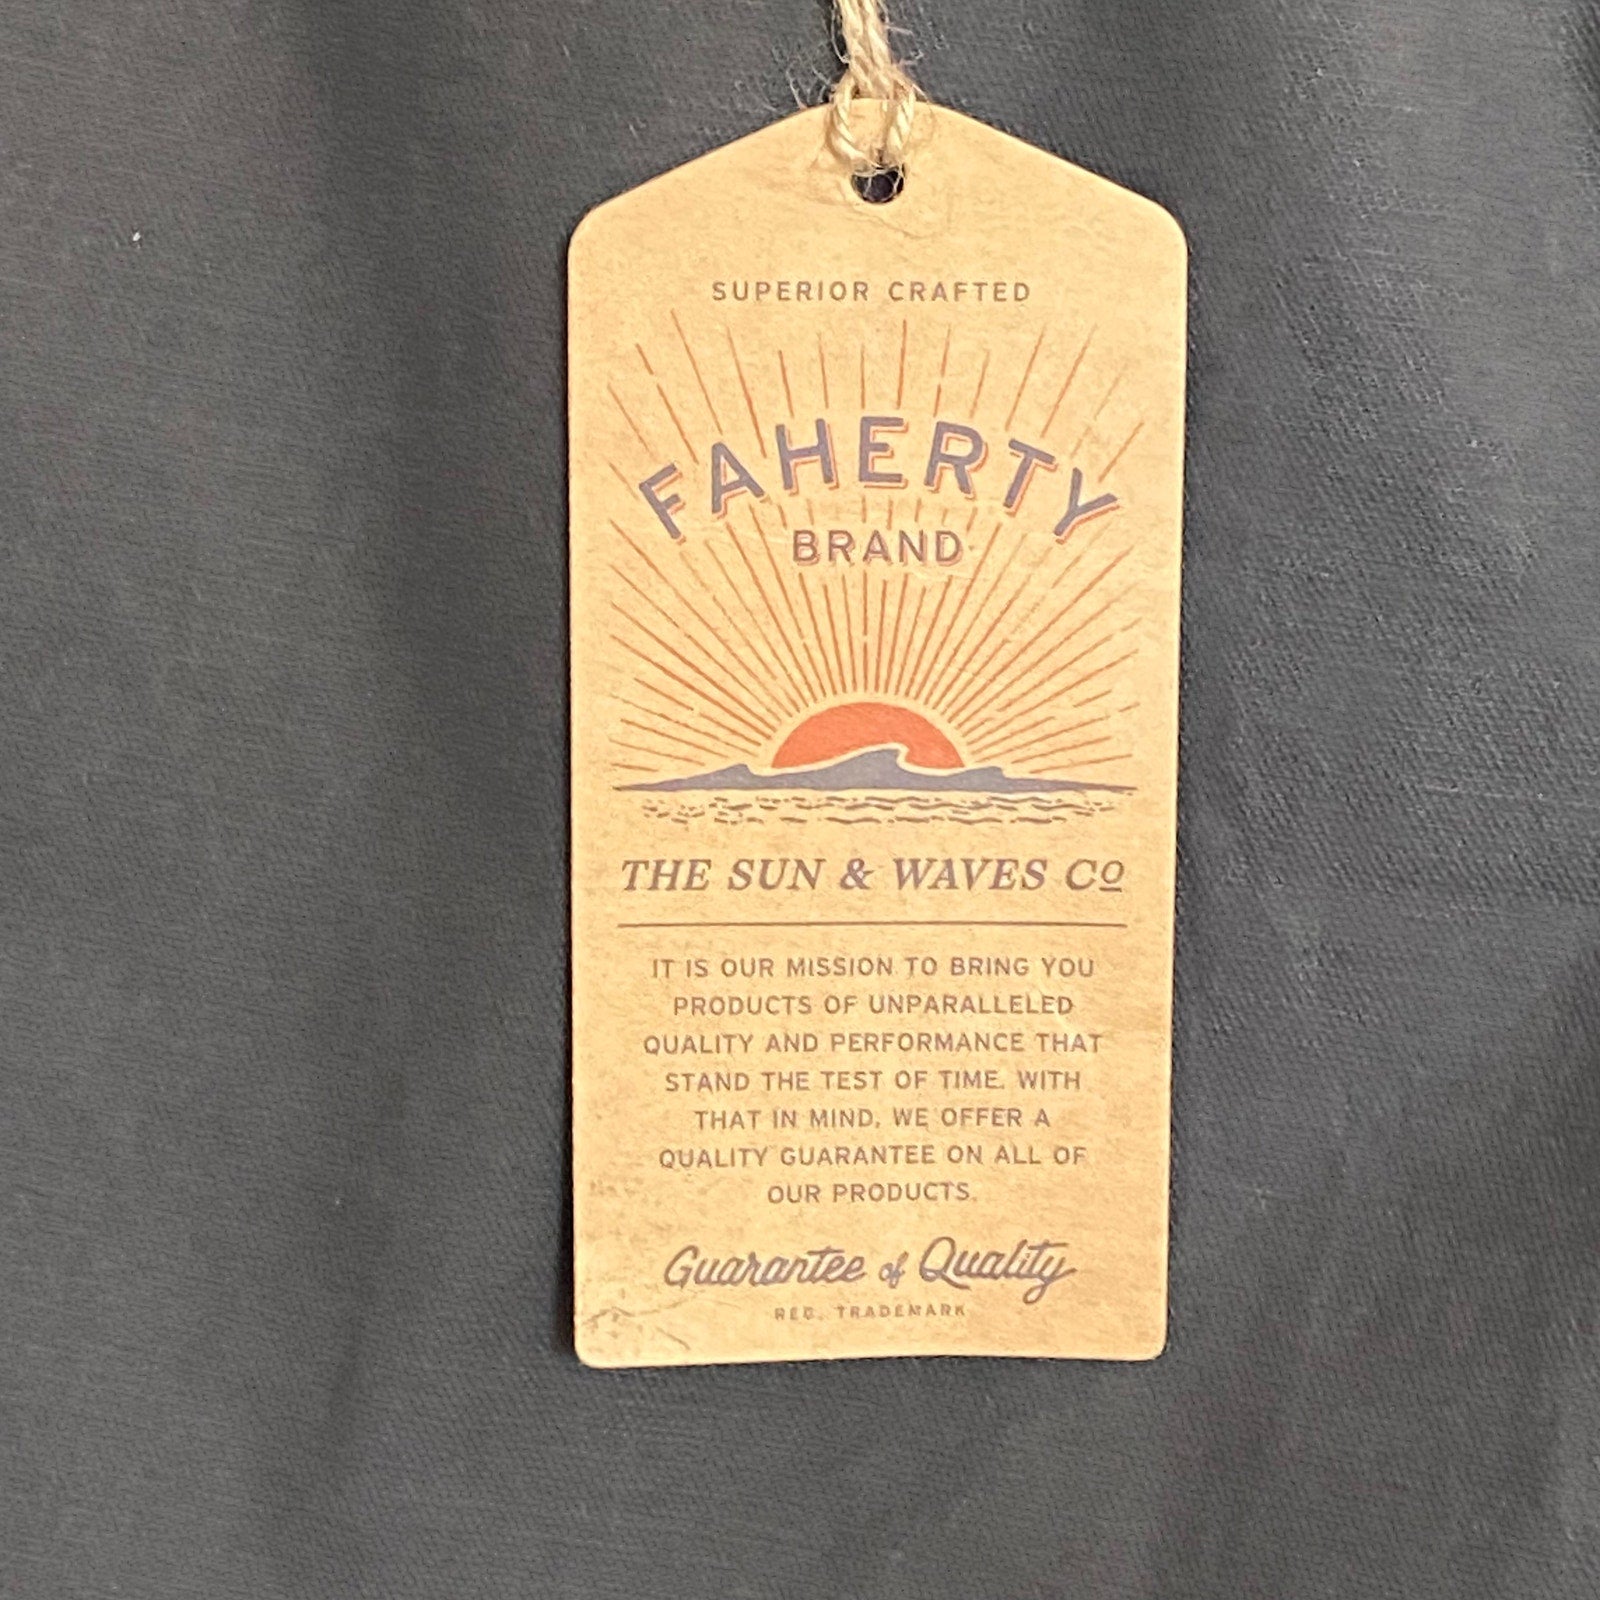 SUPERIOR CRAFTED
FAHERTY
BRAND
THE SUN & WAVES Co
IT IS OUR MISSION TO BRING YOU
PRODUCTS OF UNPARALLELED
QUALITY AND PERFORMANCE THAT
STAND THE TEST OF TIME. WITH
THAT IN MIND, WE OFFER A
QUALITY GUARANTEE ON ALL OF
OUR PRODUCTS.
Guarantee of Quality
REG. TRADEMARK